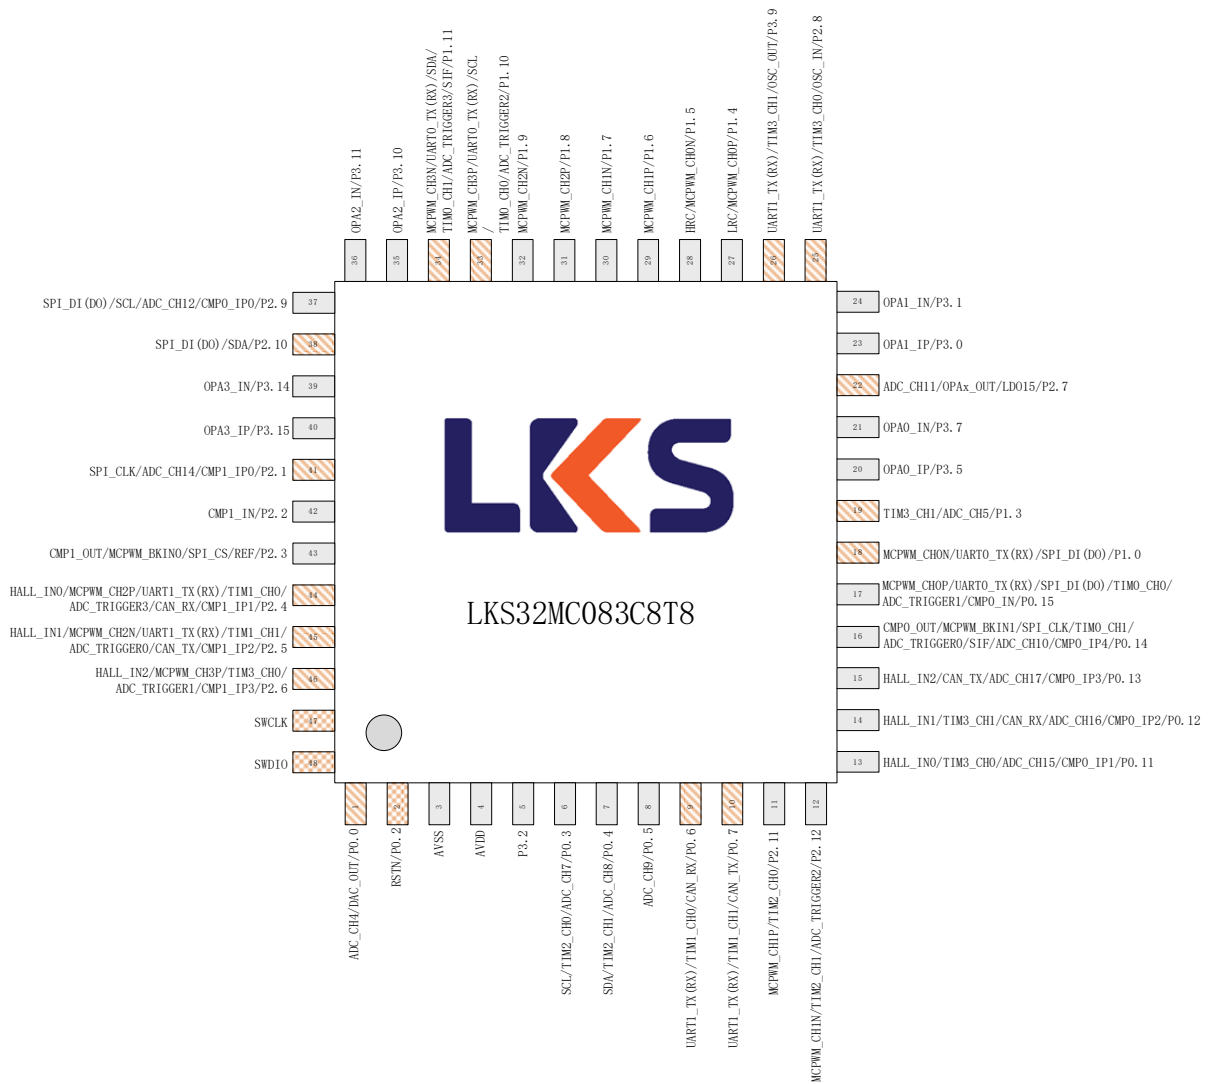 OPA2_IN/P3.11
OPA2_IP/P3.10
MCPWM_CH3N/UART0_TX(RX)/SDA/
TIM0_CH1/ADC_TRIGGER3/SIF/P1.11
MCPWM_CH3P/UART0_TX(RX)/SCL
/
TIM0_CH0/ADC_TRIGGER2/P1.10
MCPWM_CH2N/P1.9
MCPWM_CH2P/P1.8
MCPWM_CH1N/P1.7
MCPWM_CH1P/P1.6
HRC/MCPWM_CH0N/P1.5
LRC/MCPWM_CH0P/P1.4
UART1_TX(RX)/TIM3_CH1/OSC_OUT/P3.9
UART1_TX(RX)/TIM3_CH0/OSC_IN/P2.8
36
35
34
33
32
31
30
29
28
27
26
25
SPI_DI(DO)/SCL/ADC_CH12/CMP0_IP0/P2.9
37
SPI_DI(DO)/SDA/P2.10
38
OPA3_IN/P3.14
39
OPA3_IP/P3.15
40
SPI_CLK/ADC_CH14/CMP1_IP0/P2.1
41
CMP1_IN/P2.2
42
CMP1_OUT/MCPWM_BKIN0/SPI_CS/REF/P2.3
43
HALL_IN0/MCPWM_CH2P/UART1_TX(RX)/TIM1_CH0/
ADC_TRIGGER3/CAN_RX/CMP1_IP1/P2.4
44
HALL_IN1/MCPWM_CH2N/UART1_TX(RX)/TIM1_CH1/
ADC_TRIGGER0/CAN_TX/CMP1_IP2/P2.5
45
HALL_IN2/MCPWM_CH3P/TIM3_CH0/
ADC_TRIGGER1/CMP1_IP3/P2.6
46
SWCLK
47
SWDIO
48
LKS
LKS32MC083C8T8
24
OPA1_IN/P3.1
23
OPA1_IP/P3.0
22
ADC_CH11/OPAx_OUT/LDO15/P2.7
21
OPA0_IN/P3.7
20
OPA0_IP/P3.5
19
TIM3_CH1/ADC_CH5/P1.3
18
MCPWM_CH0N/UART0_TX(RX)/SPI_DI(DO)/P1.0
17
MCPWM_CH0P/UART0_TX(RX)/SPI_DI(DO)/TIM0_CH0/
ADC_TRIGGER1/CMP0_IN/P0.15
16
CMP0_OUT/MCPWM_BKIN1/SPI_CLK/TIM0_CH1/
ADC_TRIGGER0/SIF/ADC_CH10/CMP0_IP4/P0.14
15
HALL_IN2/CAN_TX/ADC_CH17/CMP0_IP3/P0.13
14
HALL_IN1/TIM3_CH1/CAN_RX/ADC_CH16/CMP0_IP2/P0.12
13
HALL_IN0/TIM3_CH0/ADC_CH15/CMP0_IP1/P0.11
1
2
3
4
5
6
7
8
9
10
11
12
ADC_CH4/DAC_OUT/P0.0
RSTN/P0.2
AVSS
AVDD
P3.2
SCL/TIM2_CH0/ADC_CH7/P0.3
SDA/TIM2_CH1/ADC_CH8/P0.4
ADC_CH9/P0.5
UART1_TX(RX)/TIM1_CH0/CAN_RX/P0.6
UART1_TX(RX)/TIM1_CH1/CAN_TX/P0.7
MCPWM_CH1P/TIM2_CH0/P2.11
MCPWM_CH1N/TIM2_CH1/ADC_TRIGGER2/P2.12